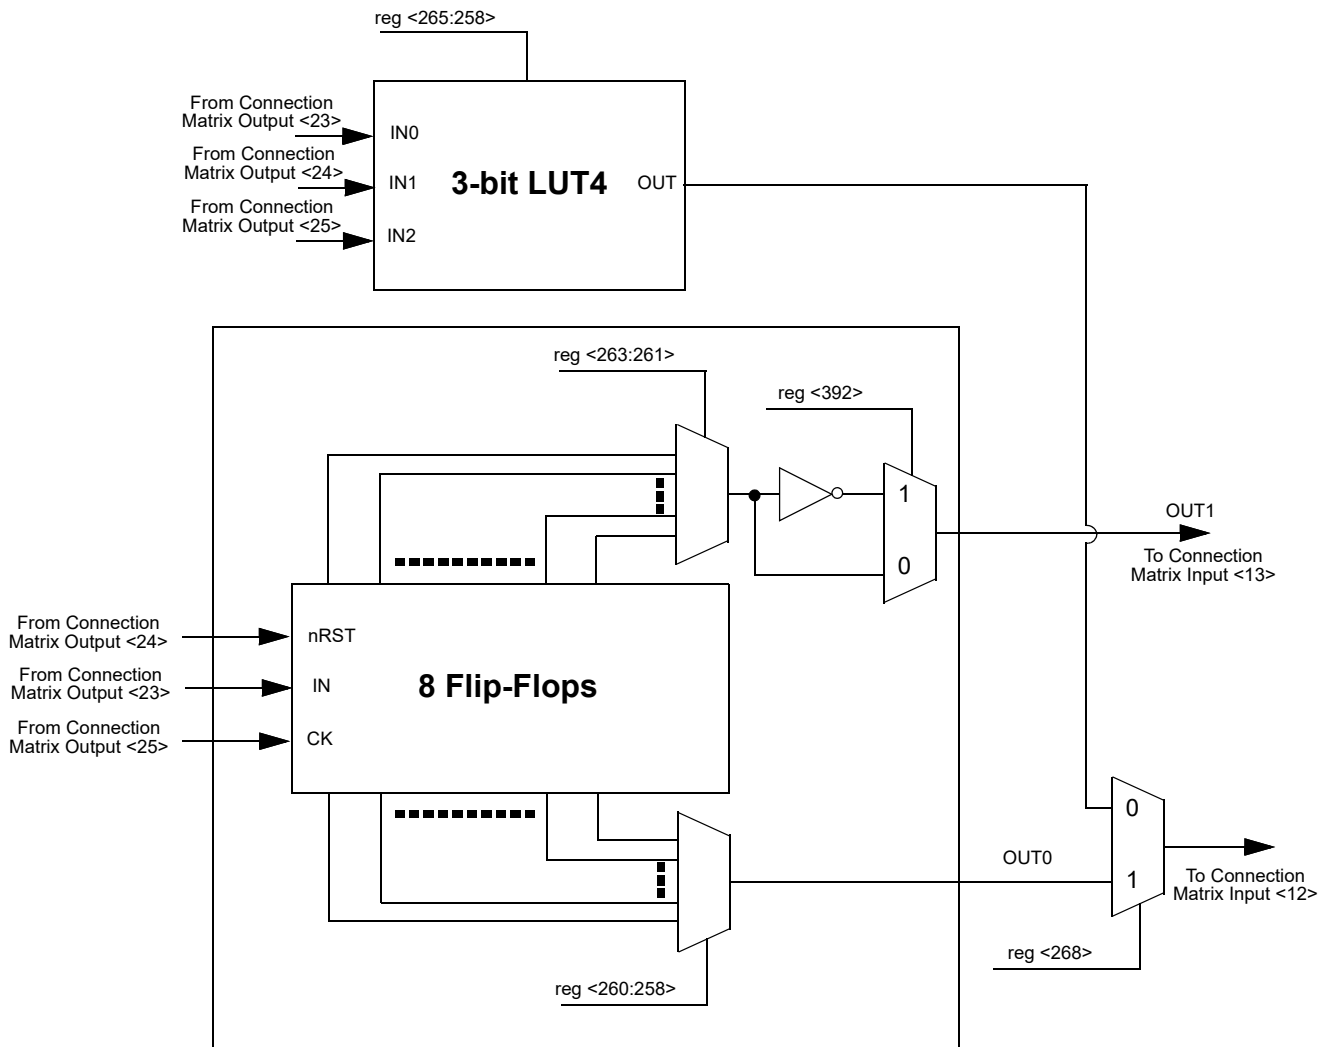 reg <265:258>
From Connection
Matrix Output <23>
IN0
From Connection
Matrix Output <24>
IN1
3-bit LUT4
OUT
From Connection
Matrix Output <25>
IN2
reg <263:261>
reg <392>
1
0
OUT1
To Connection
Matrix Input <13>
From Connection
Matrix Output <24>
nRST
From Connection
Matrix Output <23>
IN
8 Flip-Flops
From Connection
Matrix Output <25>
CK
0
1
OUT0
To Connection
Matrix Input <12>
reg <268>
reg <260:258>